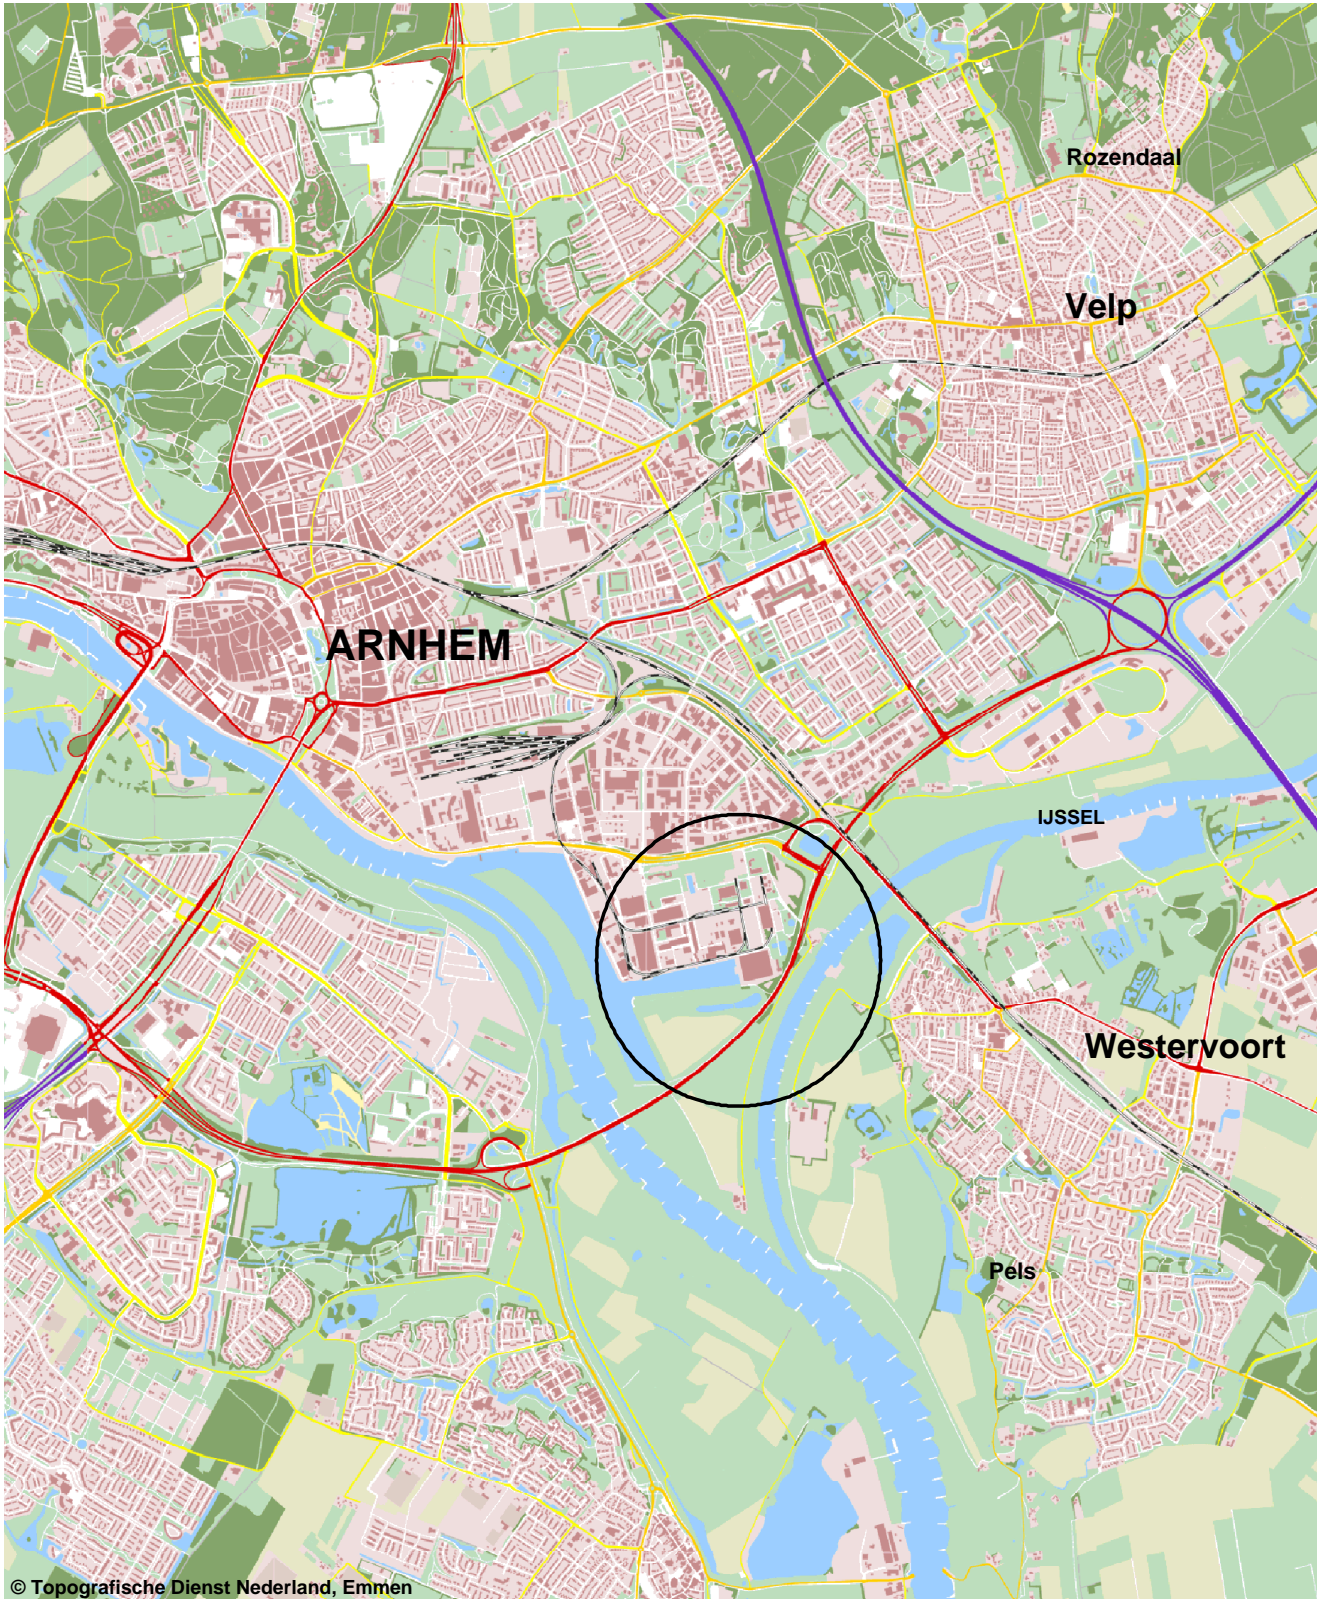 Rozendaal
Velp
ARNHEM
IJSSEL
Westervoort
Pels
© Topografische Dienst Nederland, Emmen